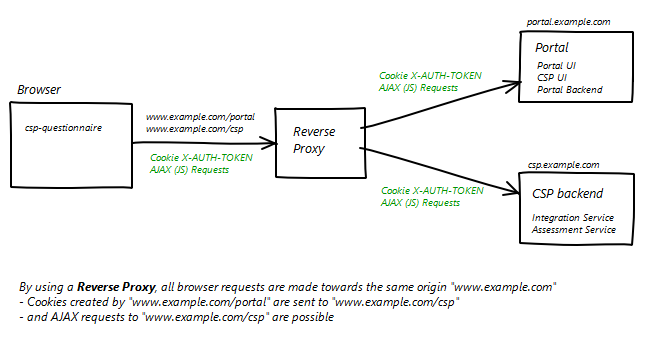 portal.example.com
Portal
Portal UI
CSP UI
Portal Backend
Cookie X-AUTH-TOKEN
AJAX (JS) Requests
Browser
csp-questionnaire
www.example.com/portal
www.example.com/csp
Cookie X-AUTH-TOKEN
AJAX (JS) Requests
Reverse
Proxy
Cookie X-AUTH-TOKEN
AJAX (JS) Requests
csp.example.com
CSP backend
Integration Service
Assessment Service
By using a Reverse Proxy, all browser requests are made towards the same origin "www.example.com"
- Cookies created by "www.example.com/portal" are sent to "www.example.com/csp"
- and AJAX requests to "www.example.com/csp" are possible